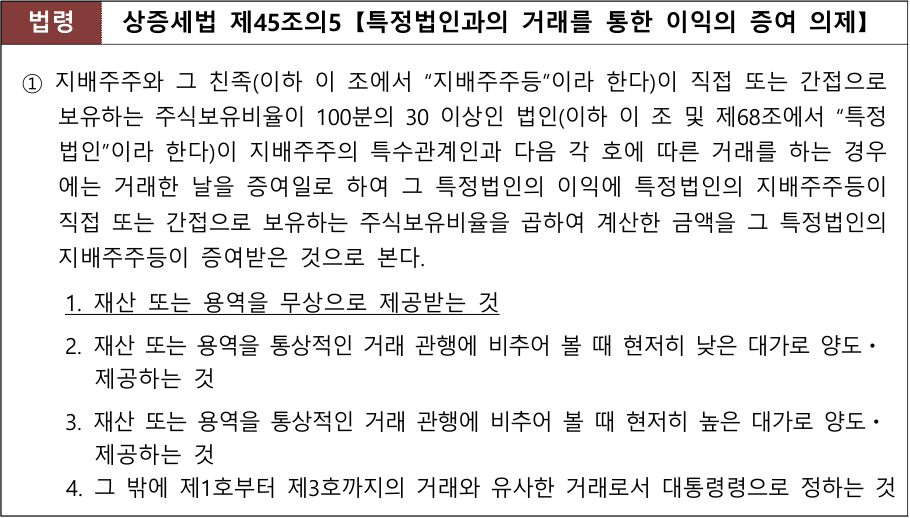 법령 상증세법 제45조의5【특정법인과의 거래를 통한 이익의 증여 의제】
① 지배주주와 그 친족(이하 이 조에서 “지배주주등”이라 한다)이 직접 또는 간접으로
보유하는 주식보유비율이 100분의 30 이상인 법인(이하 이 조 및 제68조에서 “특정
법인”이라 한다)이 지배주주의 특수관계인과 다음 각 호에 따른 거래를 하는 경우
에는 거래한 날을 증여일로 하여 그 특정법인의 이익에 특정법인의 지배주주등이
직접 또는 간접으로 보유하는 주식보유비율을 곱하여 계산한 금액을 그 특정법인의
지배주주등이 증여받은 것으로 본다.
1. 재산 또는 용역을 무상으로 제공받는 것
2. 재산 또는 용역을 통상적인 거래 관행에 비추어 볼 때 현저히 낮은 대가로 양도・
제공하는 것
3. 재산 또는 용역을 통상적인 거래 관행에 비추어 볼 때 현저히 높은 대가로 양도・
제공하는 것
4. 그 밖에 제1호부터 제3호까지의 거래와 유사한 거래로서 대통령령으로 정하는 것